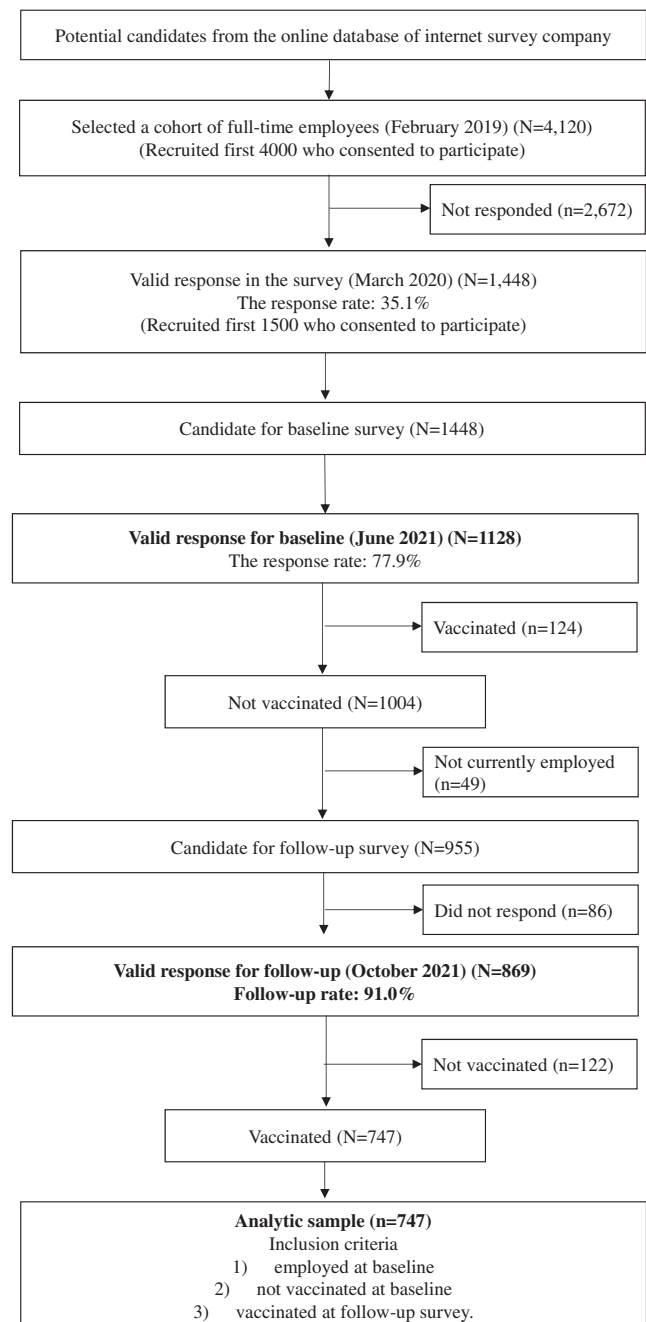 Potential candidates from the online database of internet survey company
Selected a cohort of full-time employees (February 2019) (N=4,120)
(Recruited first 4000 who consented to participate)
Not responded (n=2,672)
Valid response in the survey (March 2020) (N=1,448)
The response rate: 35.1%
(Recruited first 1500 who consented to participate)
Candidate for baseline survey (N=1448)
Valid response for baseline (June 2021) (N=1128)
The response rate: 77.9%
Vaccinated (n=124)
Not vaccinated (N=1004)
Not currently employed
(n=49)
Candidate for follow-up survey (N=955)
Did not respond (n=86)
Valid response for follow-up (October 2021) (N=869)
Follow-up rate: 91.0%
Not vaccinated (n=122)
Vaccinated (N=747)
Analytic sample (n=747)
Inclusion criteria
1) employed at baseline
2) not vaccinated at baseline
3) vaccinated at follow-up survey.